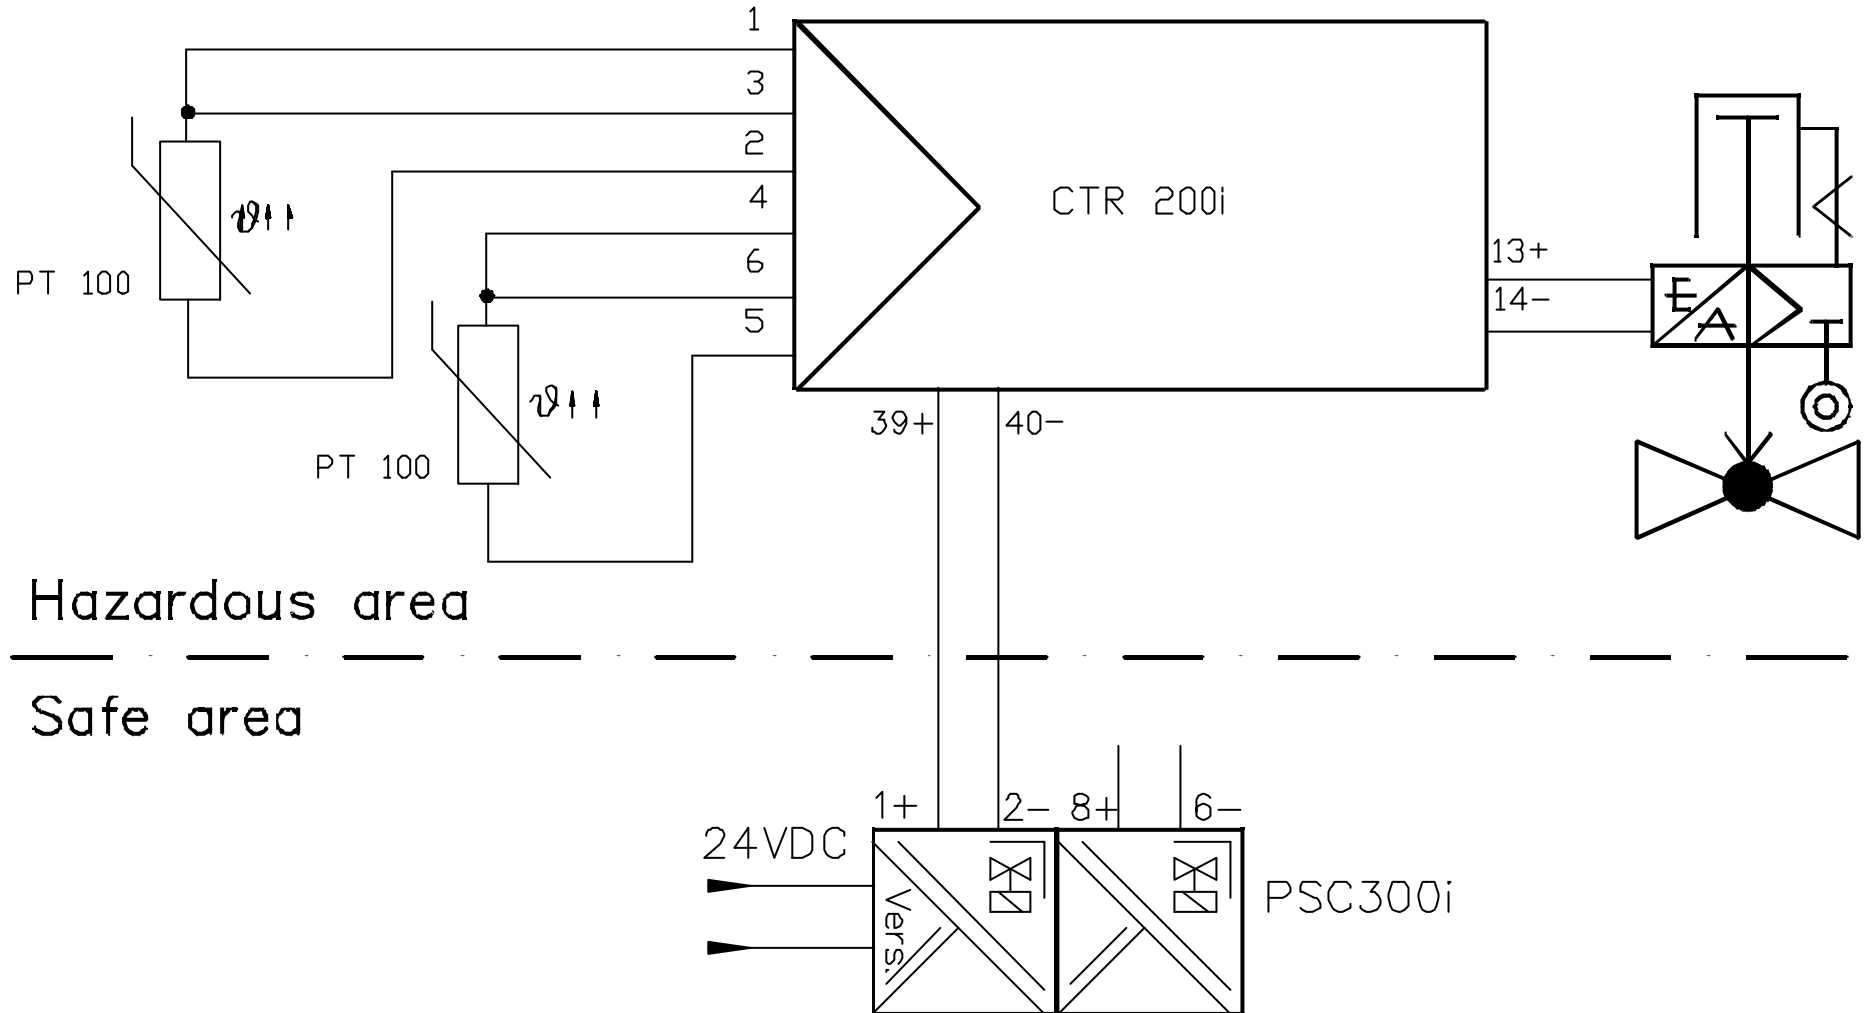 1
3
2
4
6
5
CTR 200i
ϑ
PT 100
ϑ
PT 100
13+
14-
E
A
39+ 40-
Hazardous area
Safe area
1+ 2- 8+ 6-
24VDC
Vers.
PSC300i